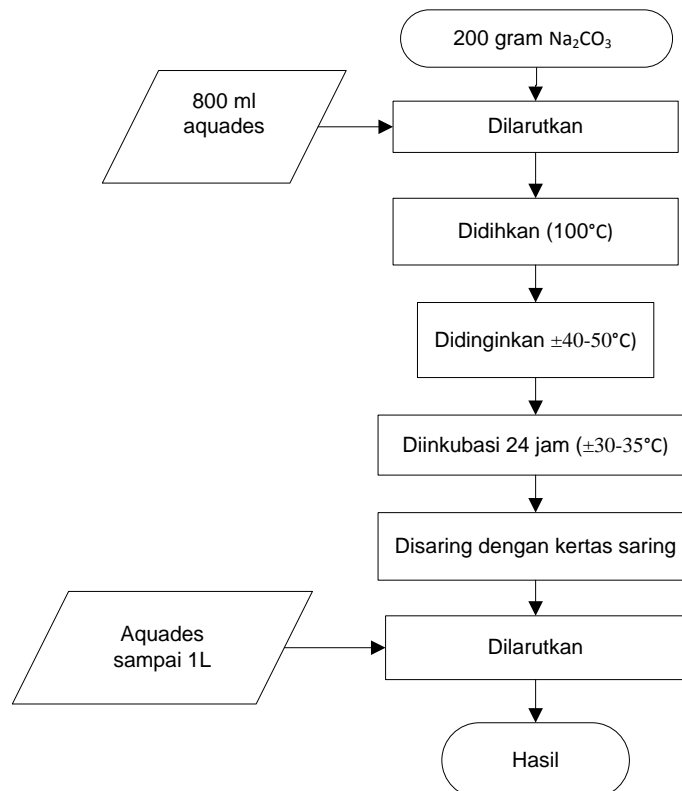 200 gram Na₂CO₃
800 ml
aquades
Dilarutkan
Didihkan (100°C)
Didinginkan ±40-50°C)
Diinkubasi 24 jam (±30-35°C)
Disaring dengan kertas saring
Aquades
sampai 1L
Dilarutkan
Hasil